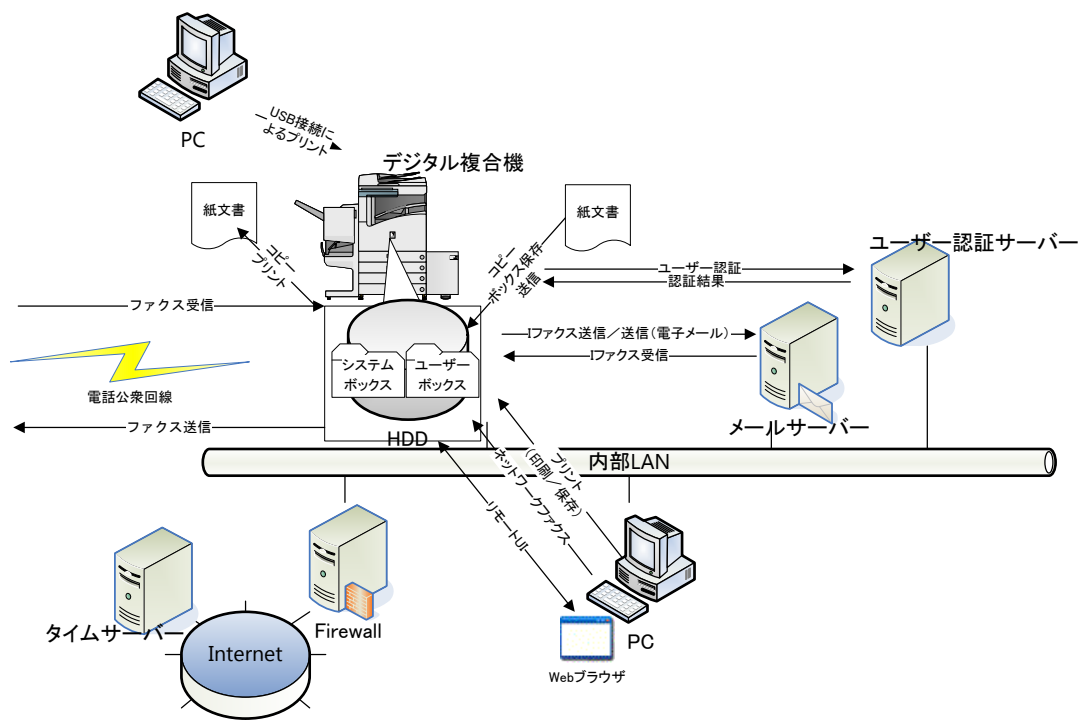 PC
USB接続に
よるプリント
デジタル複合機
紙文書
コピー
プリント
紙文書
コピー
ボックス保存
送信
ユーザー認証サーバー
ユーザー認証
認証結果
ファクス受信
Iファクス送信／送信（電子メール）
Iファクス受信
システム
ボックス
ユーザー
ボックス
電話公衆回線
ファクス送信
メールサーバー
HDD
内部LAN
プリント
（印刷／保存）
ネットワークファクス
リモートUI
タイムサーバー
Firewall
Internet
PC
Webブラウザ